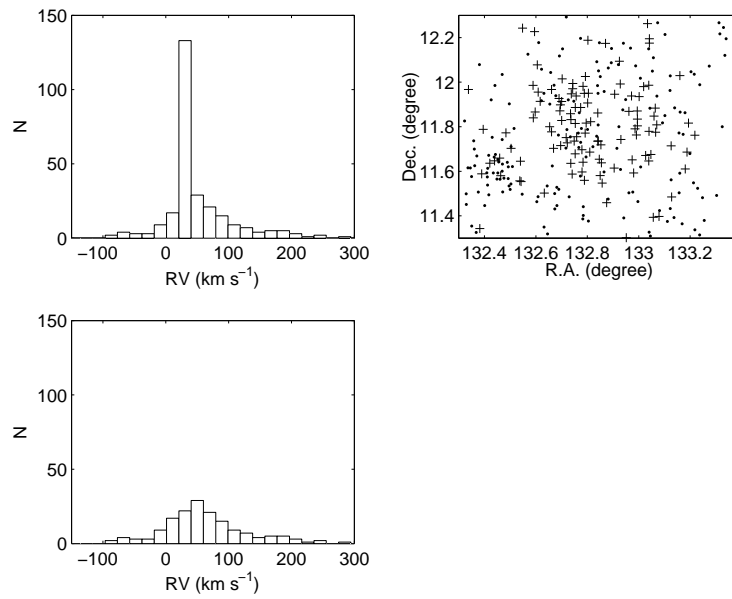 150
100
50
0
N
−100 0 100 200 300
RV (km s−1)
12.2
12
11.8
11.6
11.4
Dec. (degree)
132.4 132.6 132.8 133 133.2
R.A. (degree)
150
100
50
0
N
−100 0 100 200 300
RV (km s−1)